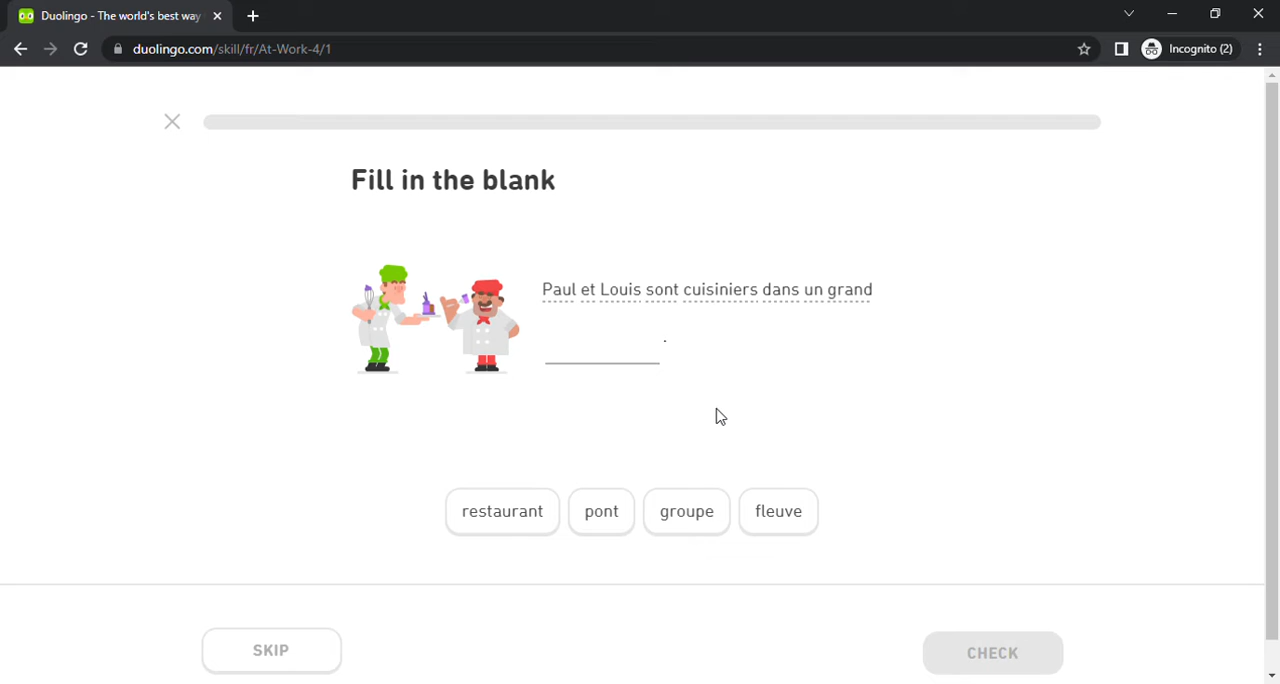 Duolingo - The world's best way
duolingo.com/skill/fr/At-Work-4/1
Incognito (2)
Fill in the blank
Paul et Louis sont cuisiniers dans un grand
.
restaurant
pont
groupe
fleuve
SKIP
CHECK